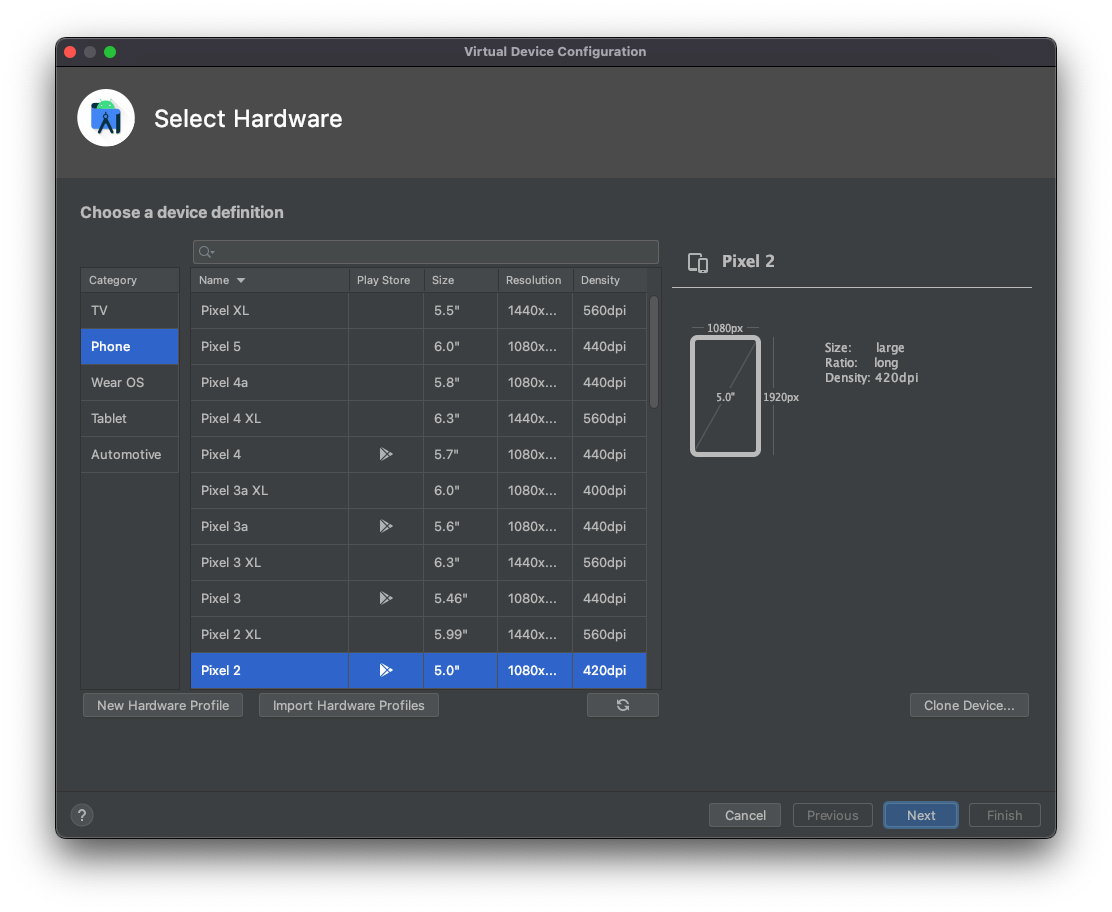 Virtual Device Configuration
Select Hardware
Choose a device definition
Category
TV
Phone
Wear OS
Tablet
Automotive
Name Play Store Size Resolution Density
Pixel XL 5.5" 1440x... 560dpi
Pixel 5 6.0" 1080x... 440dpi
Pixel 4a 5.8" 1080x... 440dpi
Pixel 4 XL 6.3" 1440x... 560dpi
Pixel 4 5.7" 1080x... 440dpi
Pixel 3a XL 6.0" 1080x... 400dpi
Pixel 3a 5.6" 1080x... 440dpi
Pixel 3 XL 6.3" 1440x... 560dpi
Pixel 3 5.46" 1080x... 440dpi
Pixel 2 XL 5.99" 1440x... 560dpi
Pixel 2 5.0" 1080x... 420dpi
New Hardware Profile Import Hardware Profiles
Pixel 2
1080px
5.0"
1920px
Size: large
Ratio: long
Density: 420dpi
Clone Device...
? Cancel Previous Next Finish